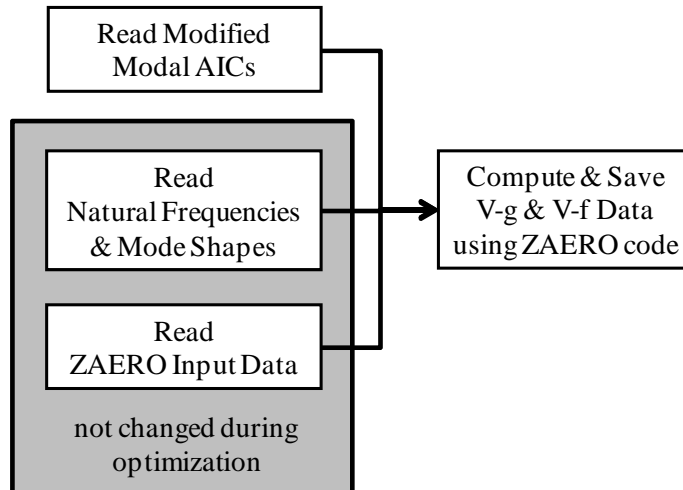 Read Modified
Modal AICs
Read
Natural Frequencies
& Mode Shapes
Compute & Save
V-g & V-f Data
using ZAERO code
Read
ZAERO Input Data
not changed during
optimization